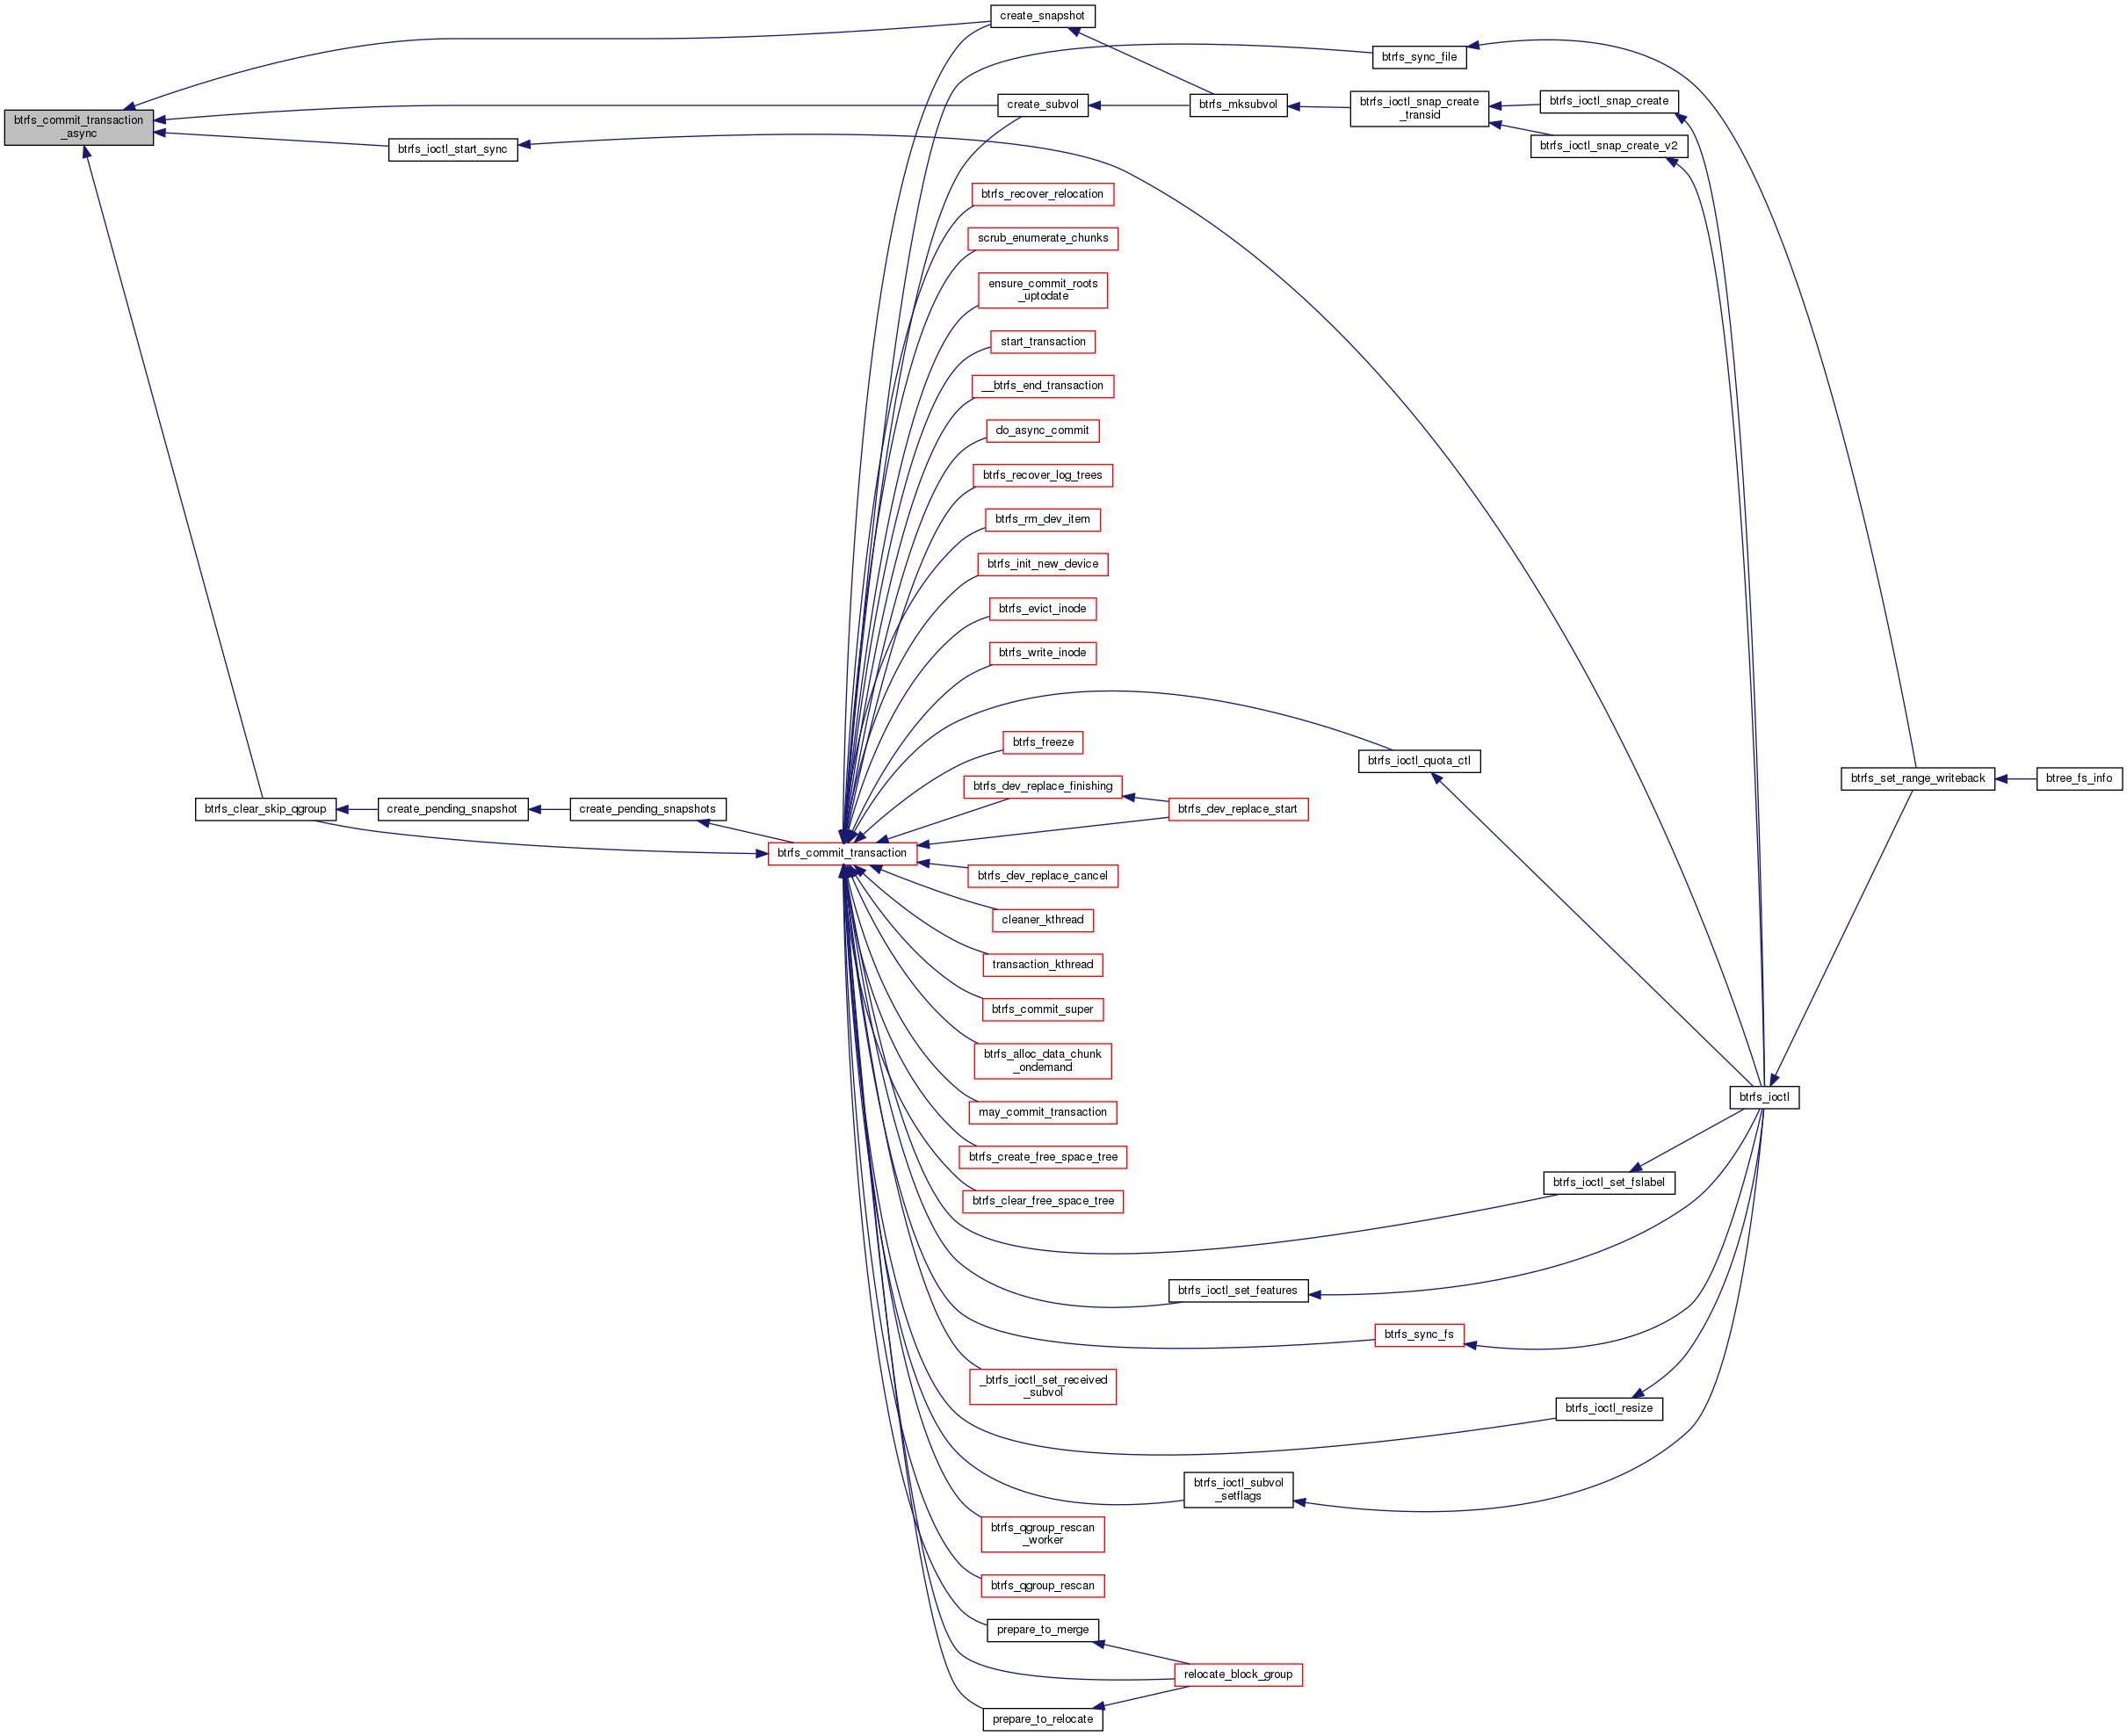 create_snapshot
btrfs_sync_file
btrfs_commit_transaction
_async
create_subvol
btrfs_mksubvol
btrfs_ioctl_snap_create
_transid
btrfs_ioctl_snap_create
btrfs_ioctl_start_sync
btrfs_ioctl_snap_create_v2
btrfs_recover_relocation
scrub_enumerate_chunks
ensure_commit_roots
_uptodate
start_transaction
__btrfs_end_transaction
do_async_commit
btrfs_recover_log_trees
btrfs_rm_dev_item
btrfs_init_new_device
btrfs_evict_inode
btrfs_write_inode
btrfs_freeze
btrfs_ioctl_quota_ctl
btrfs_set_range_writeback
btree_fs_info
btrfs_dev_replace_finishing
btrfs_dev_replace_start
btrfs_clear_skip_qgroup
create_pending_snapshot
create_pending_snapshots
btrfs_commit_transaction
btrfs_dev_replace_cancel
cleaner_kthread
transaction_kthread
btrfs_commit_super
btrfs_alloc_data_chunk
_ondemand
btrfs_ioctl
may_commit_transaction
btrfs_create_free_space_tree
btrfs_ioctl_set_fslabel
btrfs_clear_free_space_tree
btrfs_ioctl_set_features
btrfs_sync_fs
_btrfs_ioctl_set_received
_subvol
btrfs_ioctl_resize
btrfs_ioctl_subvol
_setflags
btrfs_qgroup_rescan
_worker
btrfs_qgroup_rescan
prepare_to_merge
relocate_block_group
prepare_to_relocate